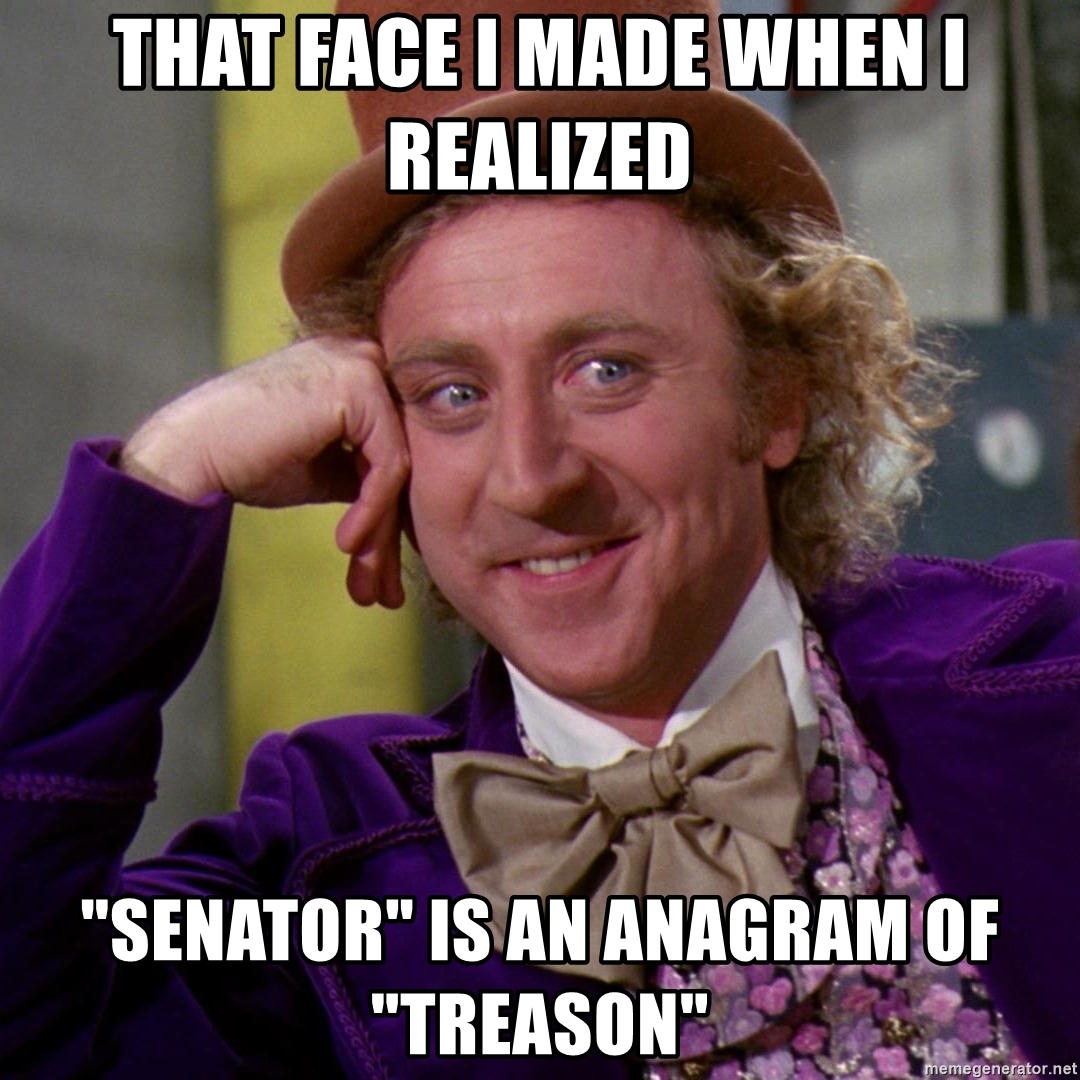 THAT FACE I MADE WHEN I
REALIZED
"SENATOR" IS AN ANAGRAM OF
"TREASON"
memegenerator.net